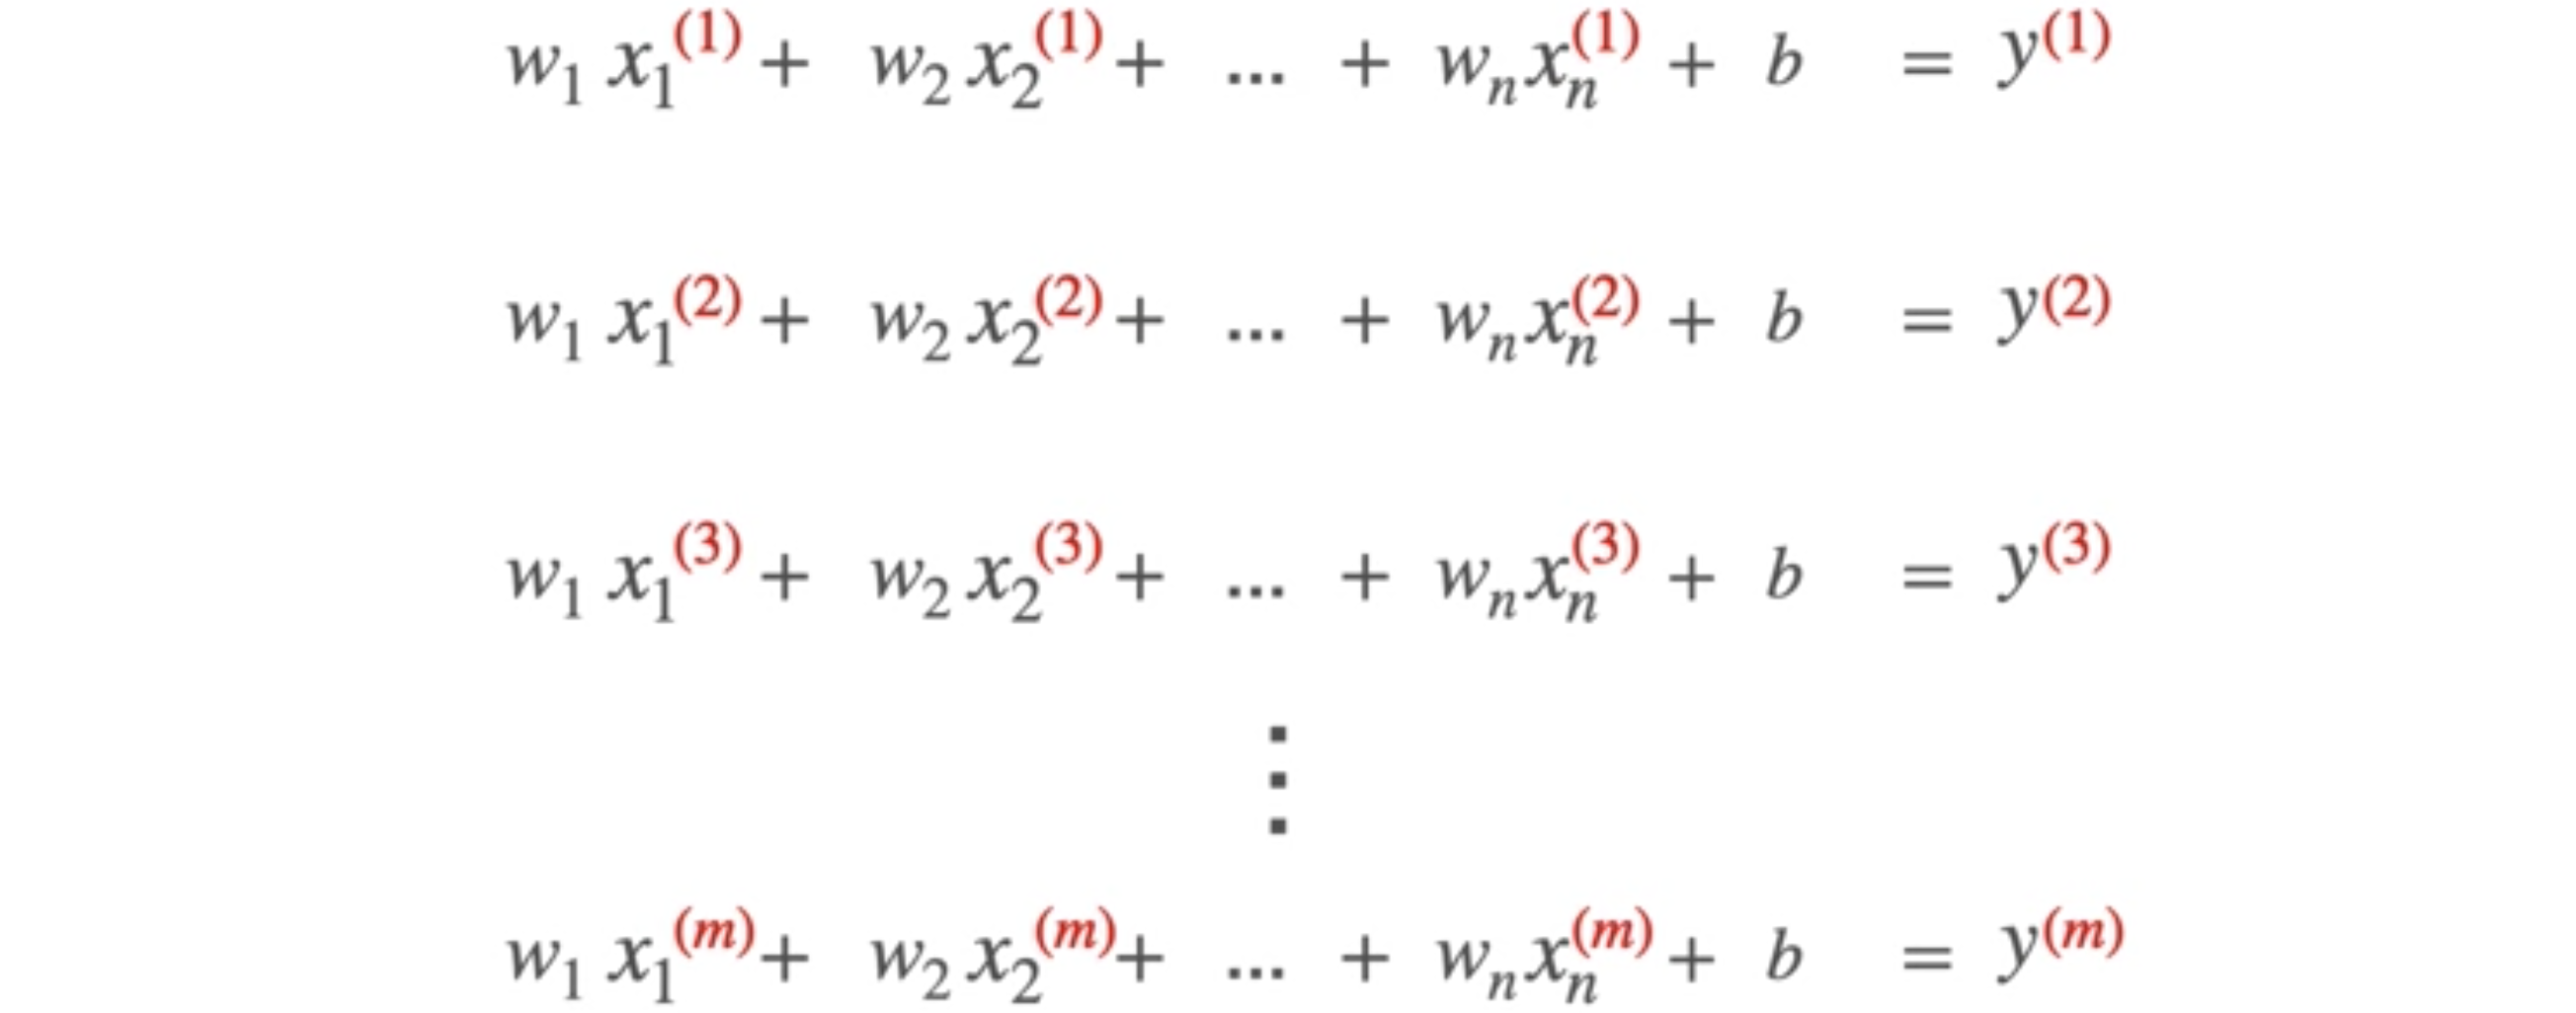 w₁ x₁⁽¹⁾ + w₂ x₂⁽¹⁾ + ... + wₙxₙ⁽¹⁾ + b = y⁽¹⁾
w₁ x₁⁽²⁾ + w₂ x₂⁽²⁾ + ... + wₙxₙ⁽²⁾ + b = y⁽²⁾
w₁ x₁⁽³⁾ + w₂ x₂⁽³⁾ + ... + wₙxₙ⁽³⁾ + b = y⁽³⁾
⋮
w₁ x₁⁽ᵐ⁾ + w₂ x₂⁽ᵐ⁾ + ... + wₙxₙ⁽ᵐ⁾ + b = y⁽ᵐ⁾